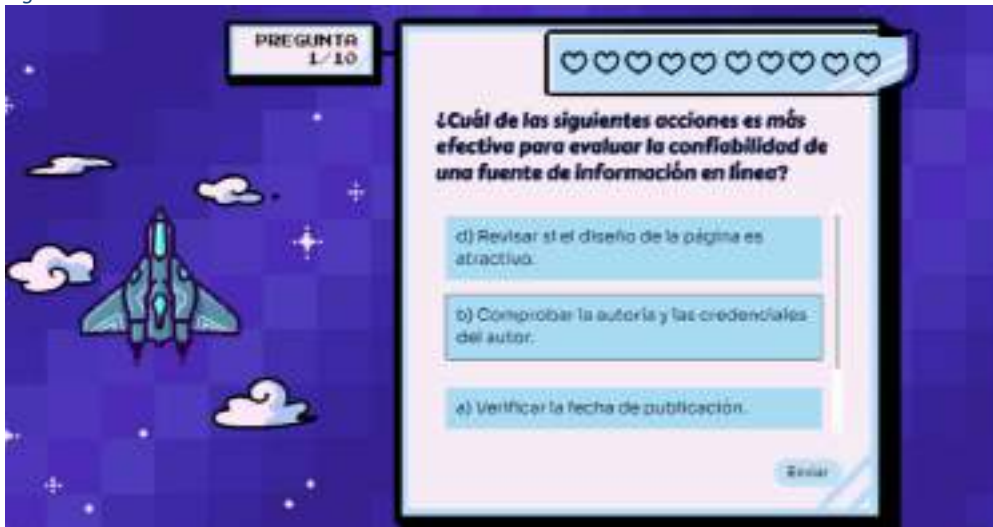 PREGUNTA
1/10
¿Cuál de las siguientes acciones es más
efectiva para evaluar la confiabilidad de
una fuente de información en línea?
d) Revisar si el diseño de la página es
atractivo.
b) Comprobar la autoría y las credenciales
del autor.
a) Verificar la fecha de publicación.
Enviar